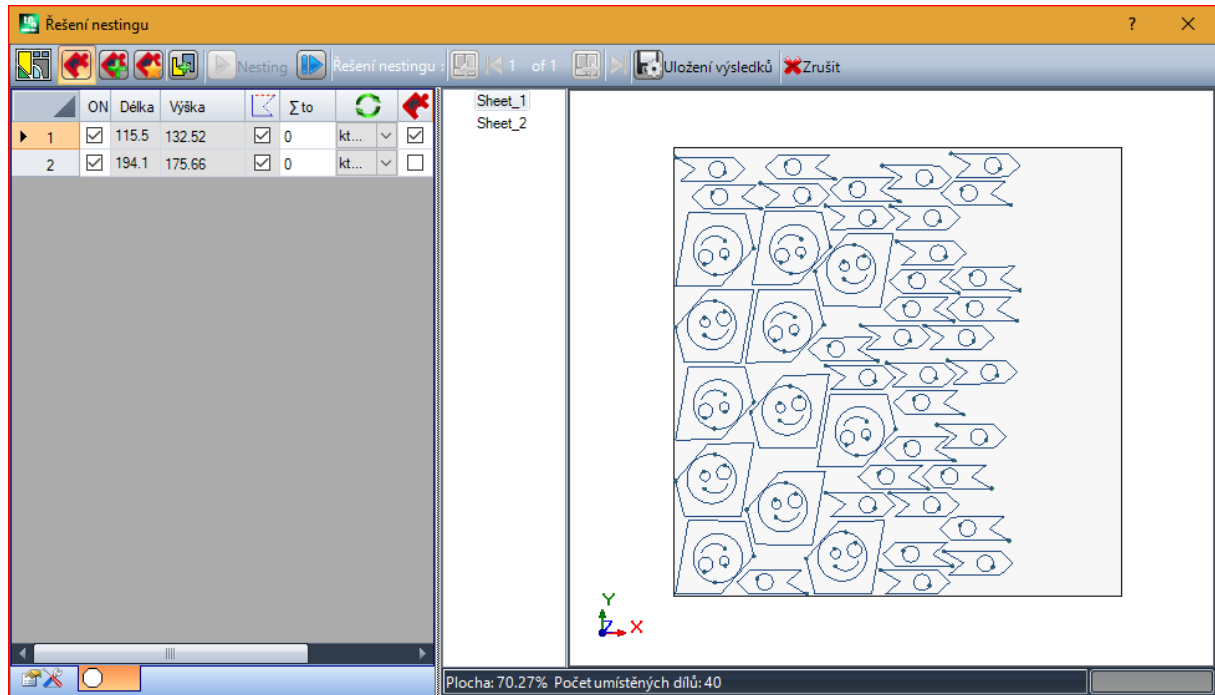 Řešení nestingu ?
Nesting Řešení nestingu : 1 of 1 Uložení výsledků Zrušit
ON Délka Výška Σ to
1 115.5 132.52 0 kt...
2 194.1 175.66 0 kt...
Sheet_1
Sheet_2
Y
Z X
Plocha: 70.27% Počet umístěných dílů: 40